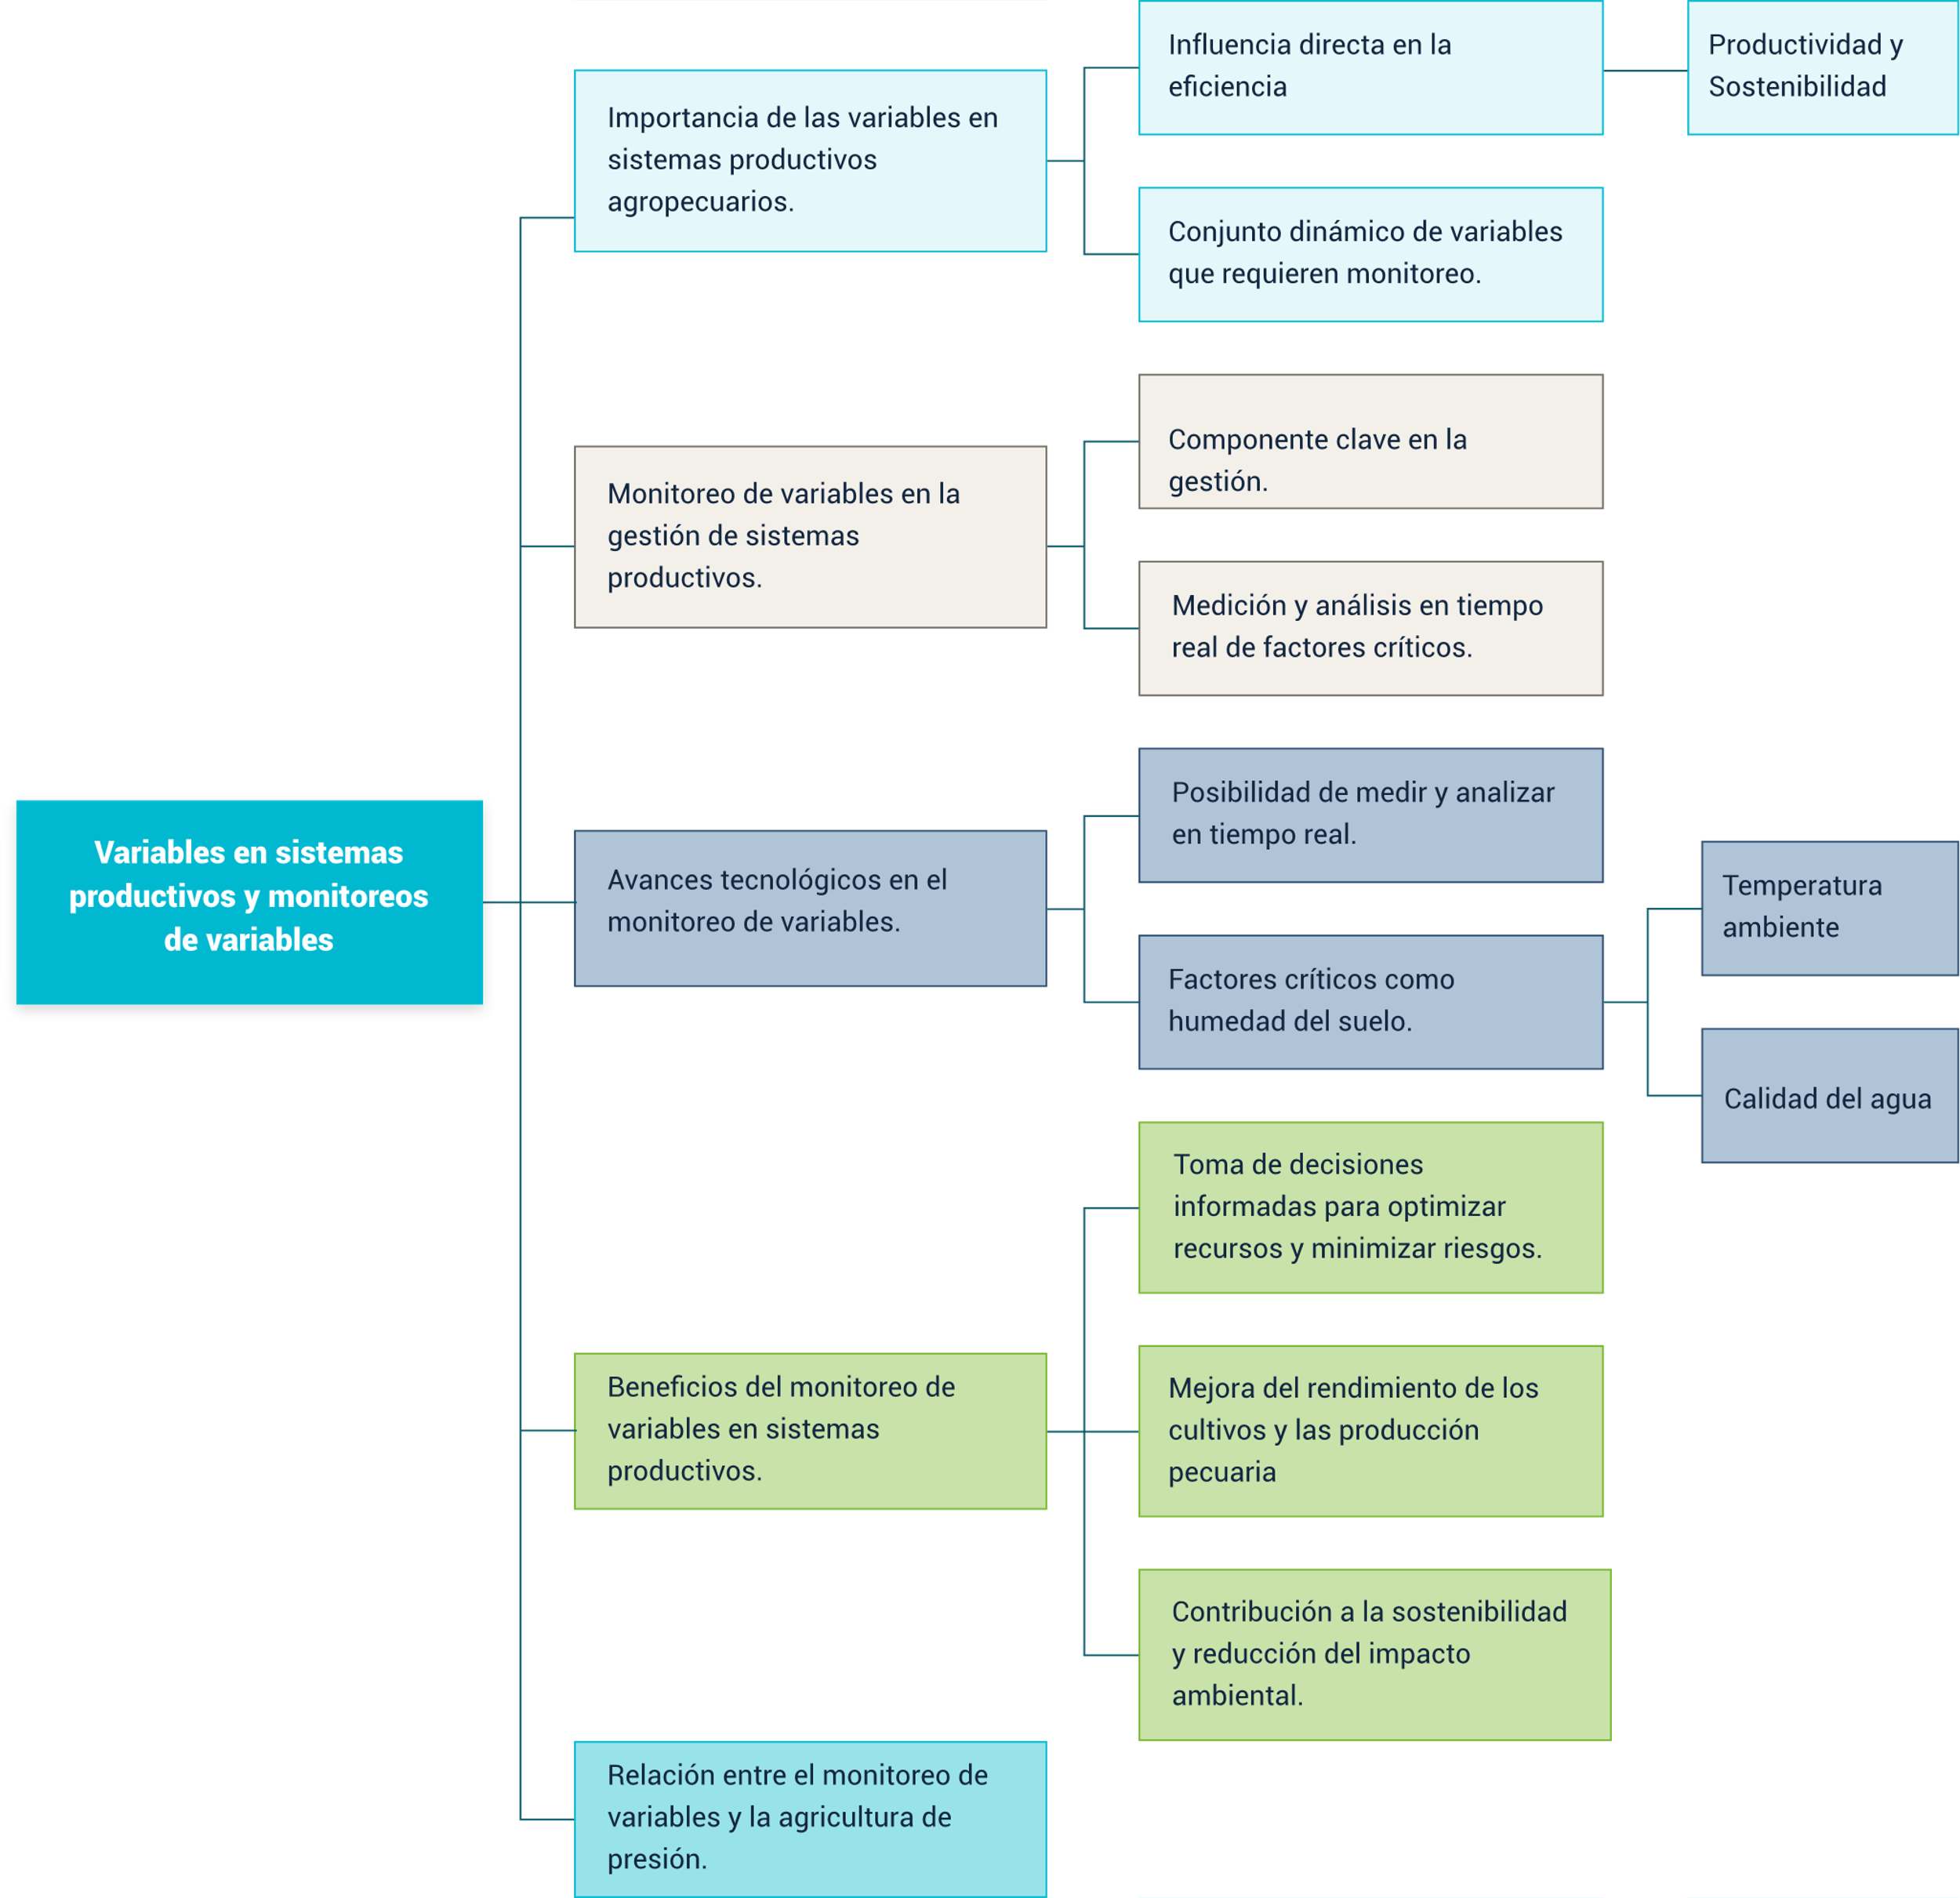 Variables en sistemas
productivos y monitoreos
de variables
Importancia de las variables en
sistemas productivos
agropecuarios.
Influencia directa en la
eficiencia
Productividad y
Sostenibilidad
Conjunto dinámico de variables
que requieren monitoreo.
Monitoreo de variables en la
gestión de sistemas
productivos.
Componente clave en la
gestión.
Medición y análisis en tiempo
real de factores críticos.
Avances tecnológicos en el
monitoreo de variables.
Posibilidad de medir y analizar
en tiempo real.
Factores críticos como
humedad del suelo.
Temperatura
ambiente
Calidad del agua
Beneficios del monitoreo de
variables en sistemas
productivos.
Toma de decisiones
informadas para optimizar
recursos y minimizar riesgos.
Mejora del rendimiento de los
cultivos y las producción
pecuaria
Contribución a la sostenibilidad
y reducción del impacto
ambiental.
Relación entre el monitoreo de
variables y la agricultura de
presión.